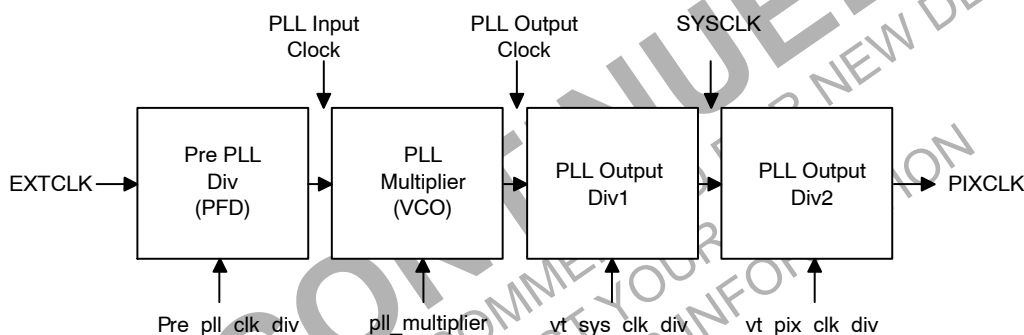 PLL Input
Clock
PLL Output
Clock
SYSCLK
EXTCLK
Pre PLL
Div
(PFD)
PLL
Multiplier
(VCO)
PLL Output
Div1
PLL Output
Div2
PIXCLK
Pre_pll_clk_div
pll_multiplier
vt_sys_clk_div
vt_pix_clk_div